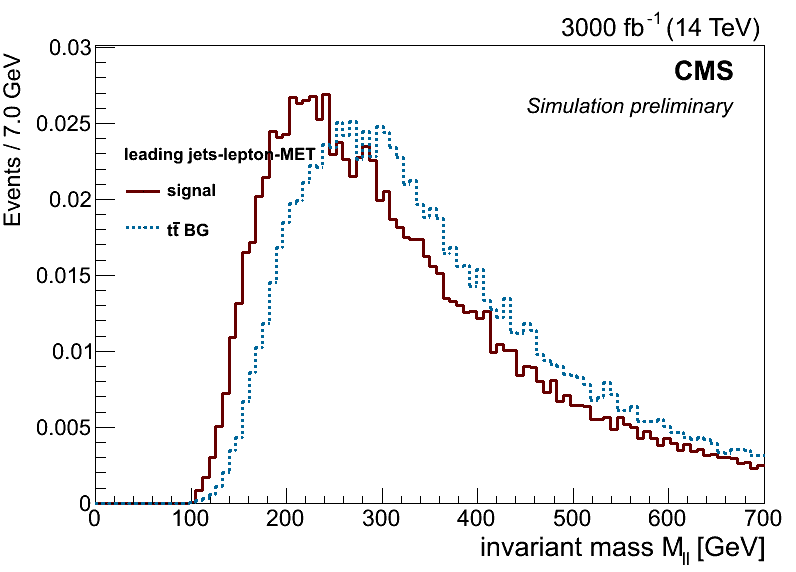 3000 fb⁻¹ (14 TeV)
CMS
Simulation preliminary
Events / 7.0 GeV
leading jets-lepton-MET
signal
tt̄ BG
0.03
0.025
0.02
0.015
0.01
0.005
0
0 100 200 300 400 500 600 700
invariant mass M_ll [GeV]